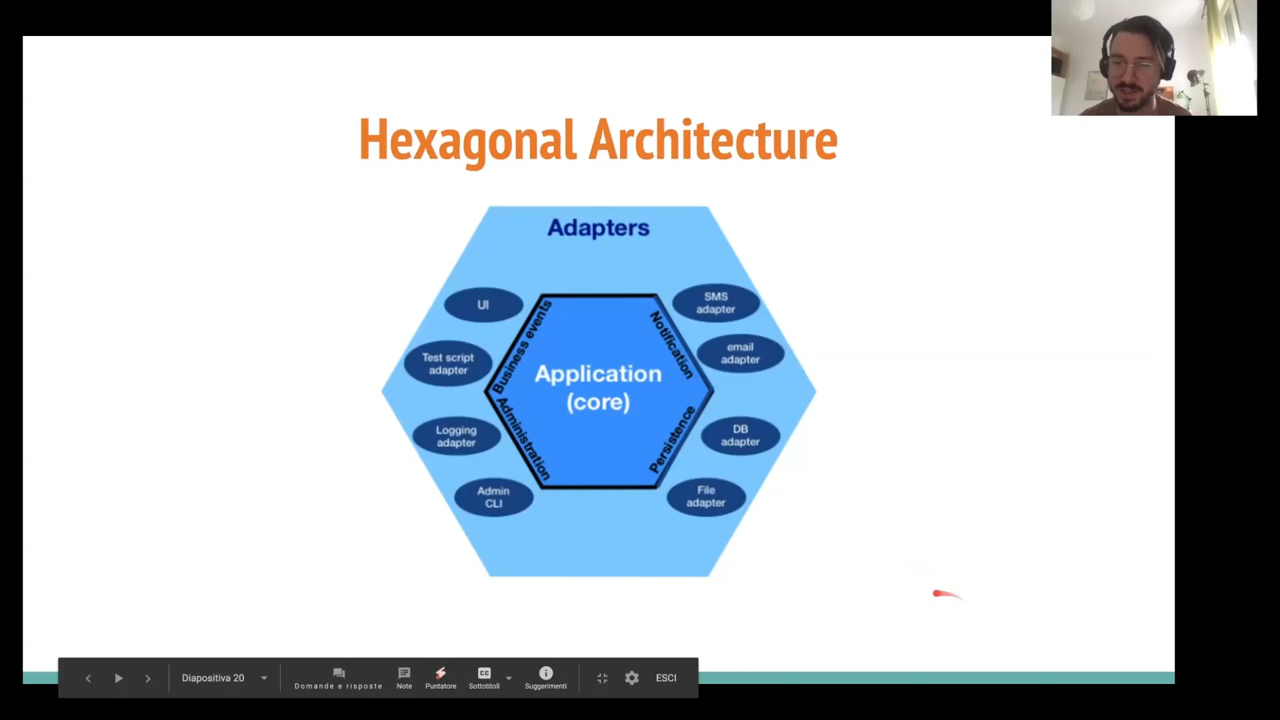 Hexagonal Architecture
Adapters
UI
Test script
adapter
Logging
adapter
Admin
CLI
Business events
Administration
Application
(core)
Notification
Persistence
SMS
adapter
email
adapter
DB
adapter
File
adapter
Diapositiva 20
Domande e risposte
Note
Puntatore
CC
Sottotitoli
Suggerimenti
ESCI